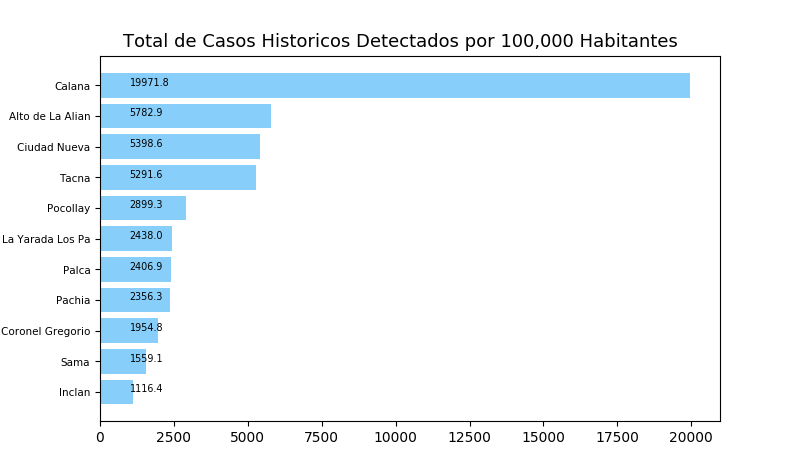 Total de Casos Historicos Detectados por 100,000 Habitantes
Calana 19971.8
Alto de La Alian 5782.9
Ciudad Nueva 5398.6
Tacna 5291.6
Pocollay 2899.3
La Yarada Los Pa 2438.0
Palca 2406.9
Pachia 2356.3
Coronel Gregorio 1954.8
Sama 1559.1
Inclan 1116.4
0 2500 5000 7500 10000 12500 15000 17500 20000